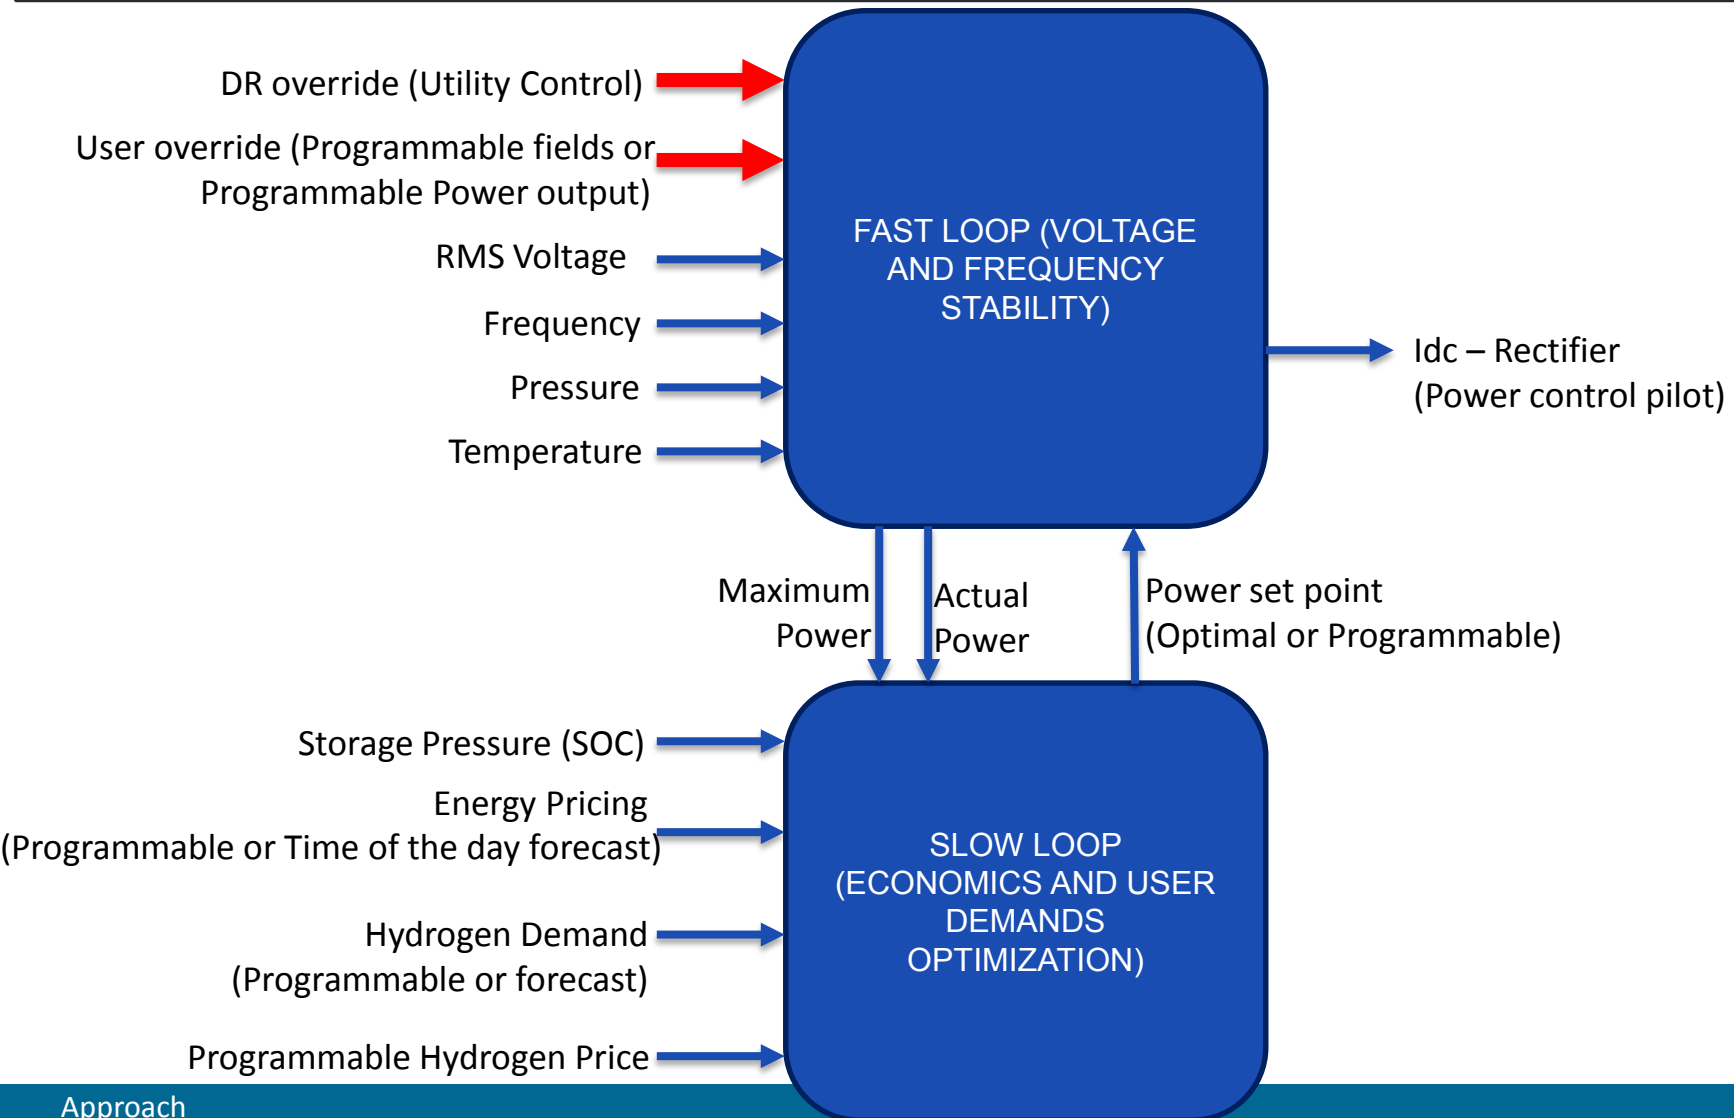 DR override (Utility Control)
User override (Programmable fields or
Programmable Power output)
RMS Voltage
Frequency
Pressure
Temperature
FAST LOOP (VOLTAGE
AND FREQUENCY
STABILITY)
Idc – Rectifier
(Power control pilot)
Maximum
Power
Actual
Power
Power set point
(Optimal or Programmable)
Storage Pressure (SOC)
Energy Pricing
(Programmable or Time of the day forecast)
Hydrogen Demand
(Programmable or forecast)
Programmable Hydrogen Price
SLOW LOOP
(ECONOMICS AND USER
DEMANDS
OPTIMIZATION)
Approach